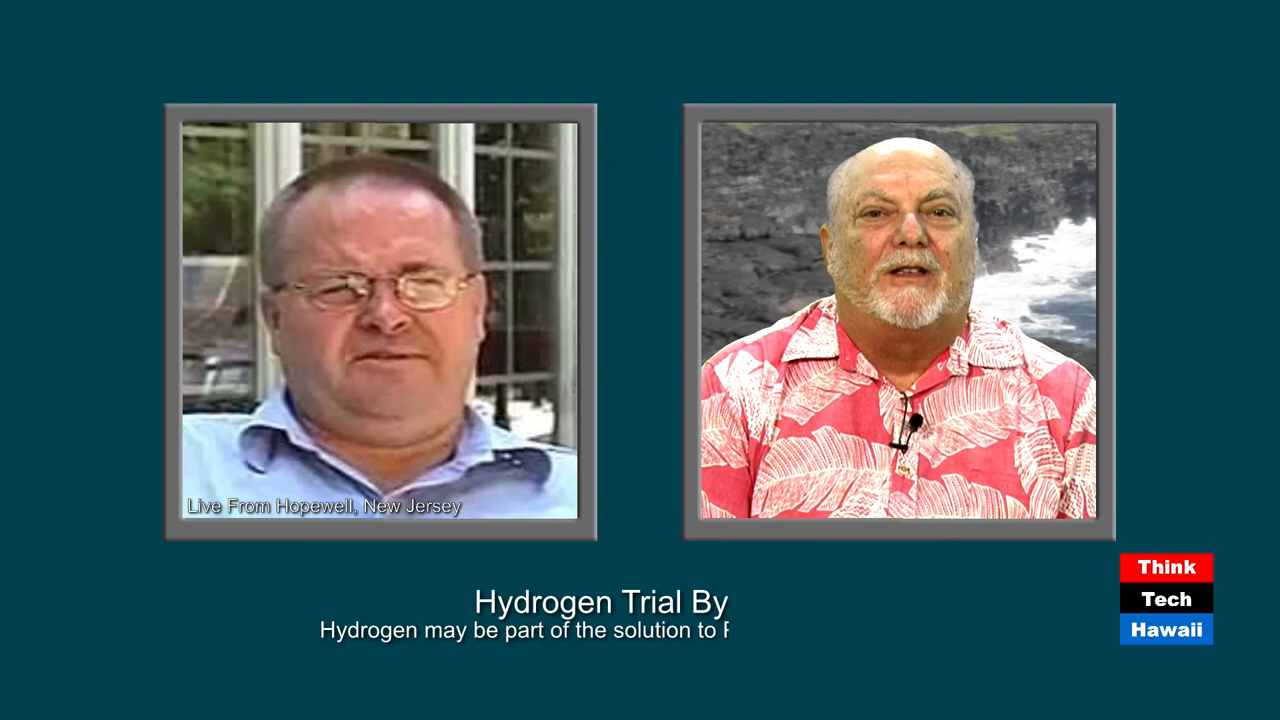 Live From Hopewell, New Jersey
Hydrogen Trial By
Hydrogen may be part of the solution to
Think
Tech
Hawaii